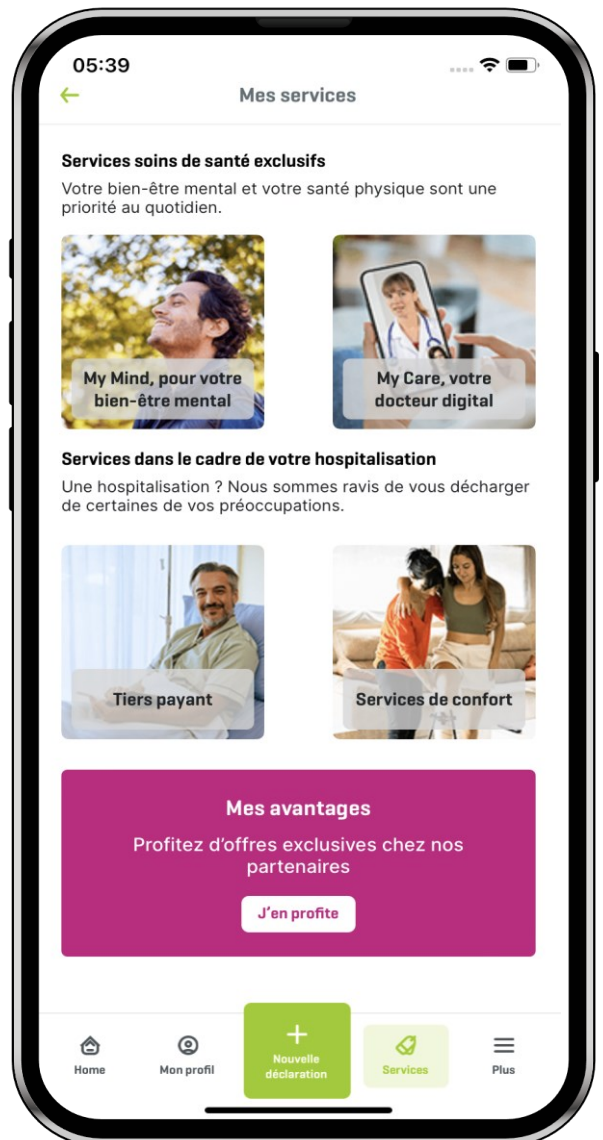 05:39
Mes services
Services soins de santé exclusifs
Votre bien-être mental et votre santé physique sont une
priorité au quotidien.
My Mind, pour votre
bien-être mental
My Care, votre
docteur digital
Services dans le cadre de votre hospitalisation
Une hospitalisation ? Nous sommes ravis de vous décharger
de certaines de vos préoccupations.
Tiers payant
Services de confort
Mes avantages
Profitez d’offres exclusives chez nos
partenaires
J’en profite
Home
Mon profil
Nouvelle
déclaration
Services
Plus